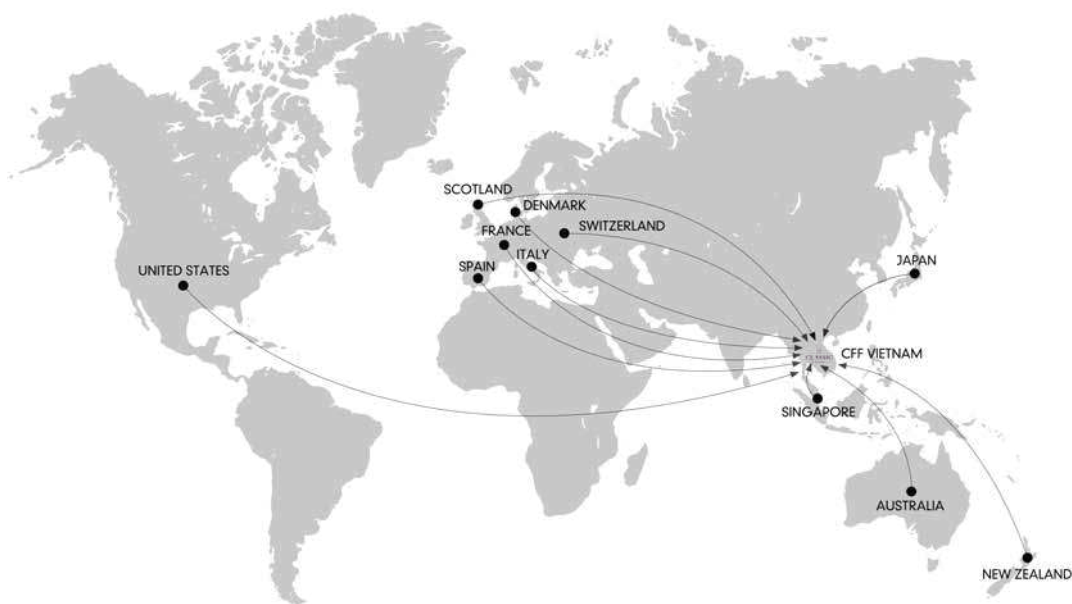 SCOTLAND
DENMARK
FRANCE
SWITZERLAND
ITALY
SPAIN
UNITED STATES
JAPAN
CFF VIETNAM
SINGAPORE
AUSTRALIA
NEW ZEALAND